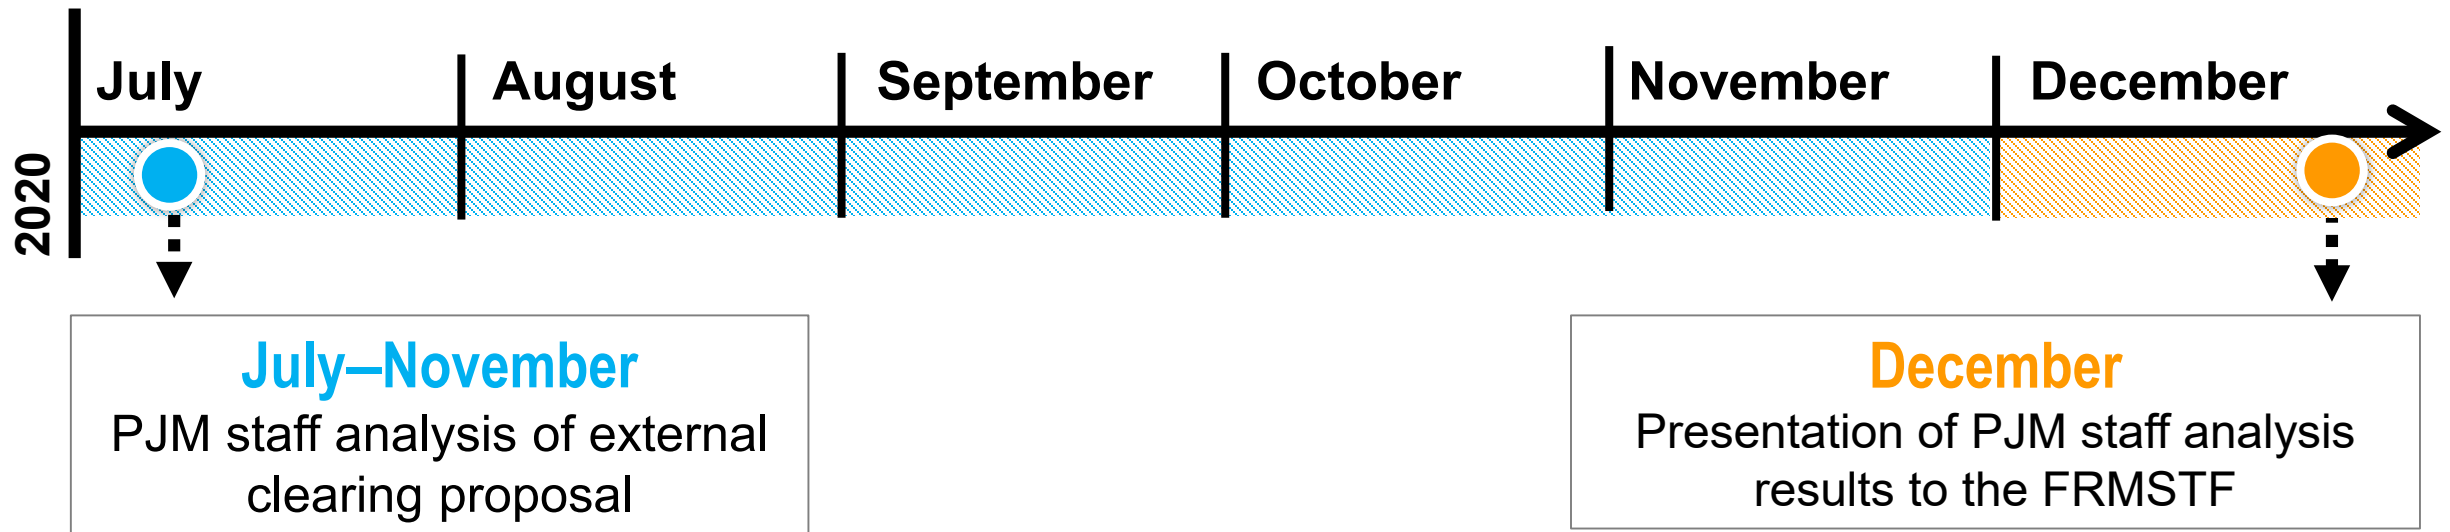 July August September October November December
2020
July–November
PJM staff analysis of external
clearing proposal
December
Presentation of PJM staff analysis
results to the FRMSTF